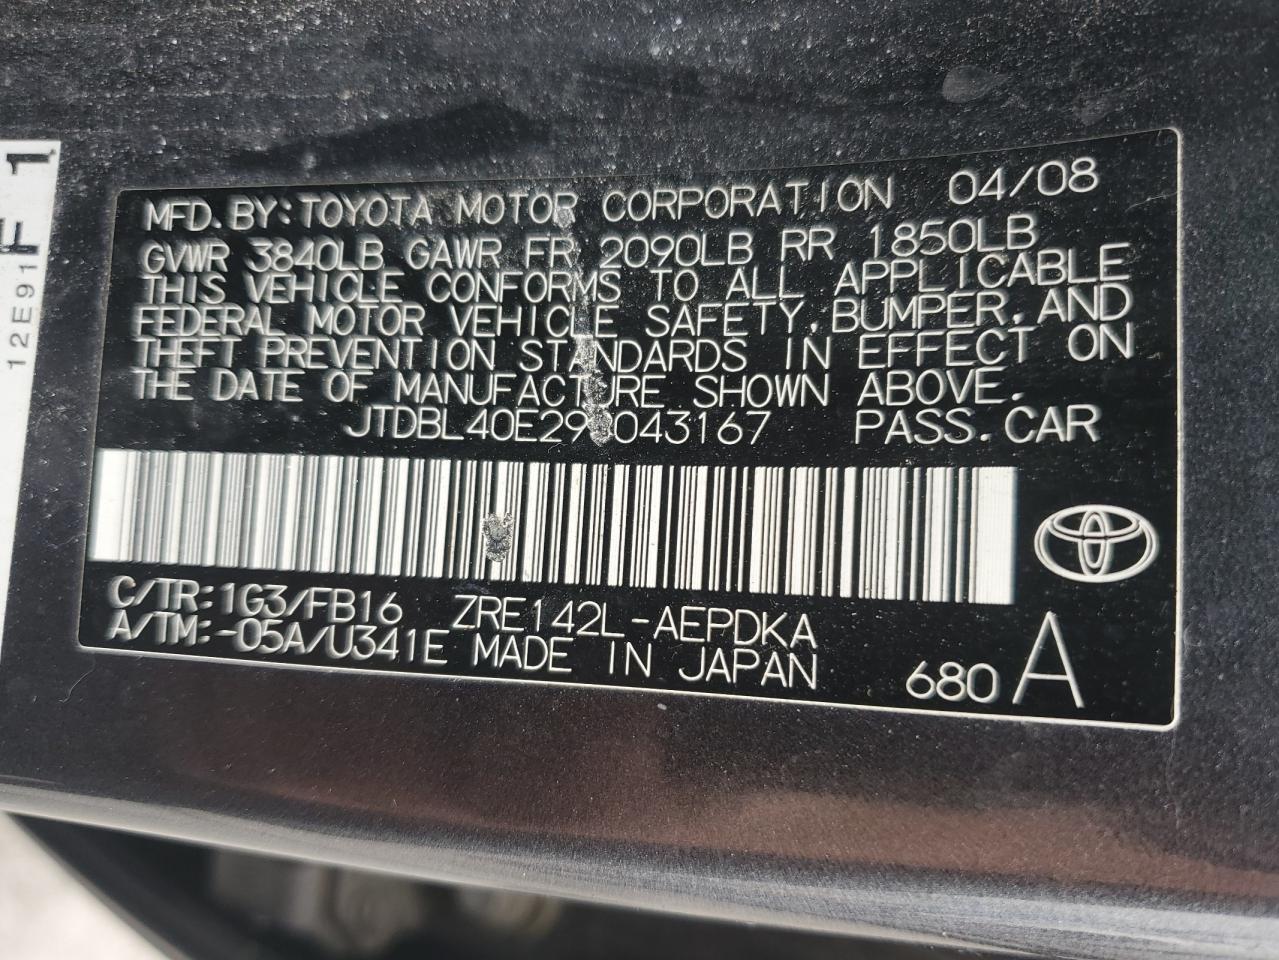 F 1
12E91
MFD.BY:TOYOTA MOTOR CORPORATION 04/08
GVWR 3840LB GAWR FR 2090LB RR 1850LB
THIS VEHICLE CONFORMS TO ALL APPLICABLE
FEDERAL MOTOR VEHICLE SAFETY,BUMPER,AND
THEFT PREVENTION STANDARDS IN EFFECT ON
THE DATE OF MANUFACTURE SHOWN ABOVE.
PASS.CAR
C/TR:1G3/FB16 ZRE142L-AEPDKA
A/TM:-05A/U341E MADE IN JAPAN
680 A